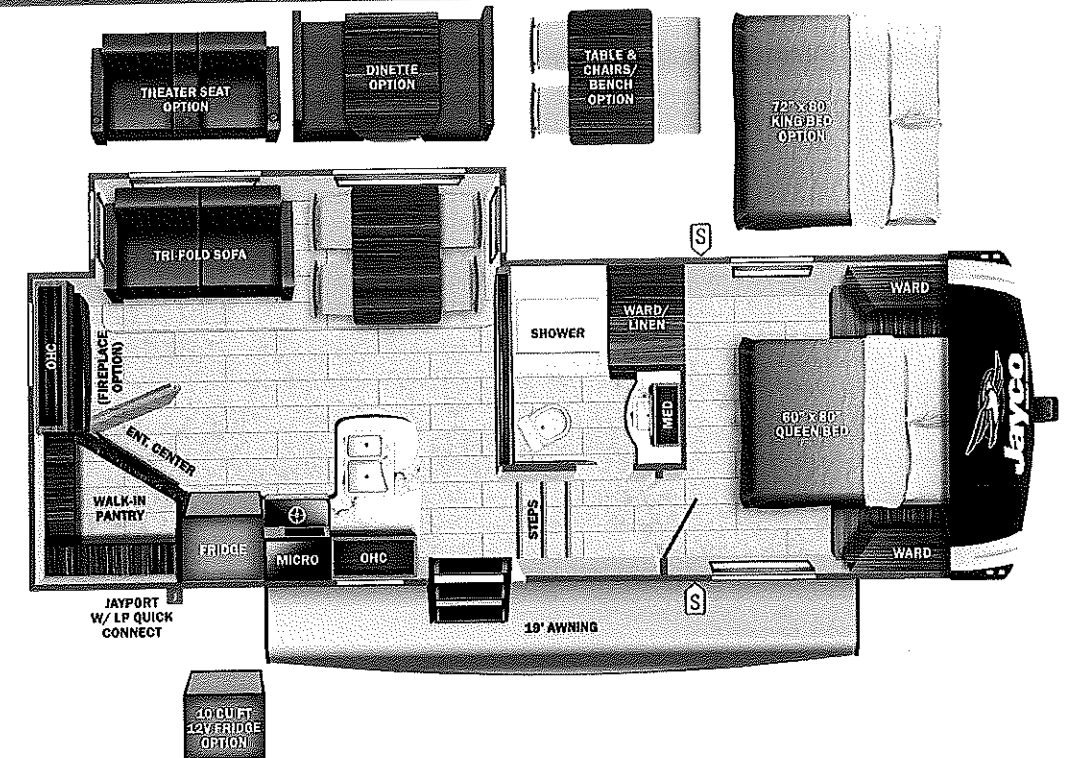 THEATER SEAT
OPTION
DINETTE
OPTION
TABLE &
CHAIRS/
BENCH
OPTION
72" x 80"
KING BED
OPTION
TRI-FOLD SOFA
S
OHC
(FIREPLACE
OPTION)
SHOWER
WARD/
LINEN
WARD
MED
60" x 80"
QUEEN BED
Jayco
ENT. CENTER
WALK-IN
PANTRY
FRIDGE
MICRO
OHC
STEPS
WARD
S
JAYPORT
W/ LP QUICK
CONNECT
19' AWNING
10 CU FT
12V FRIDGE
OPTION